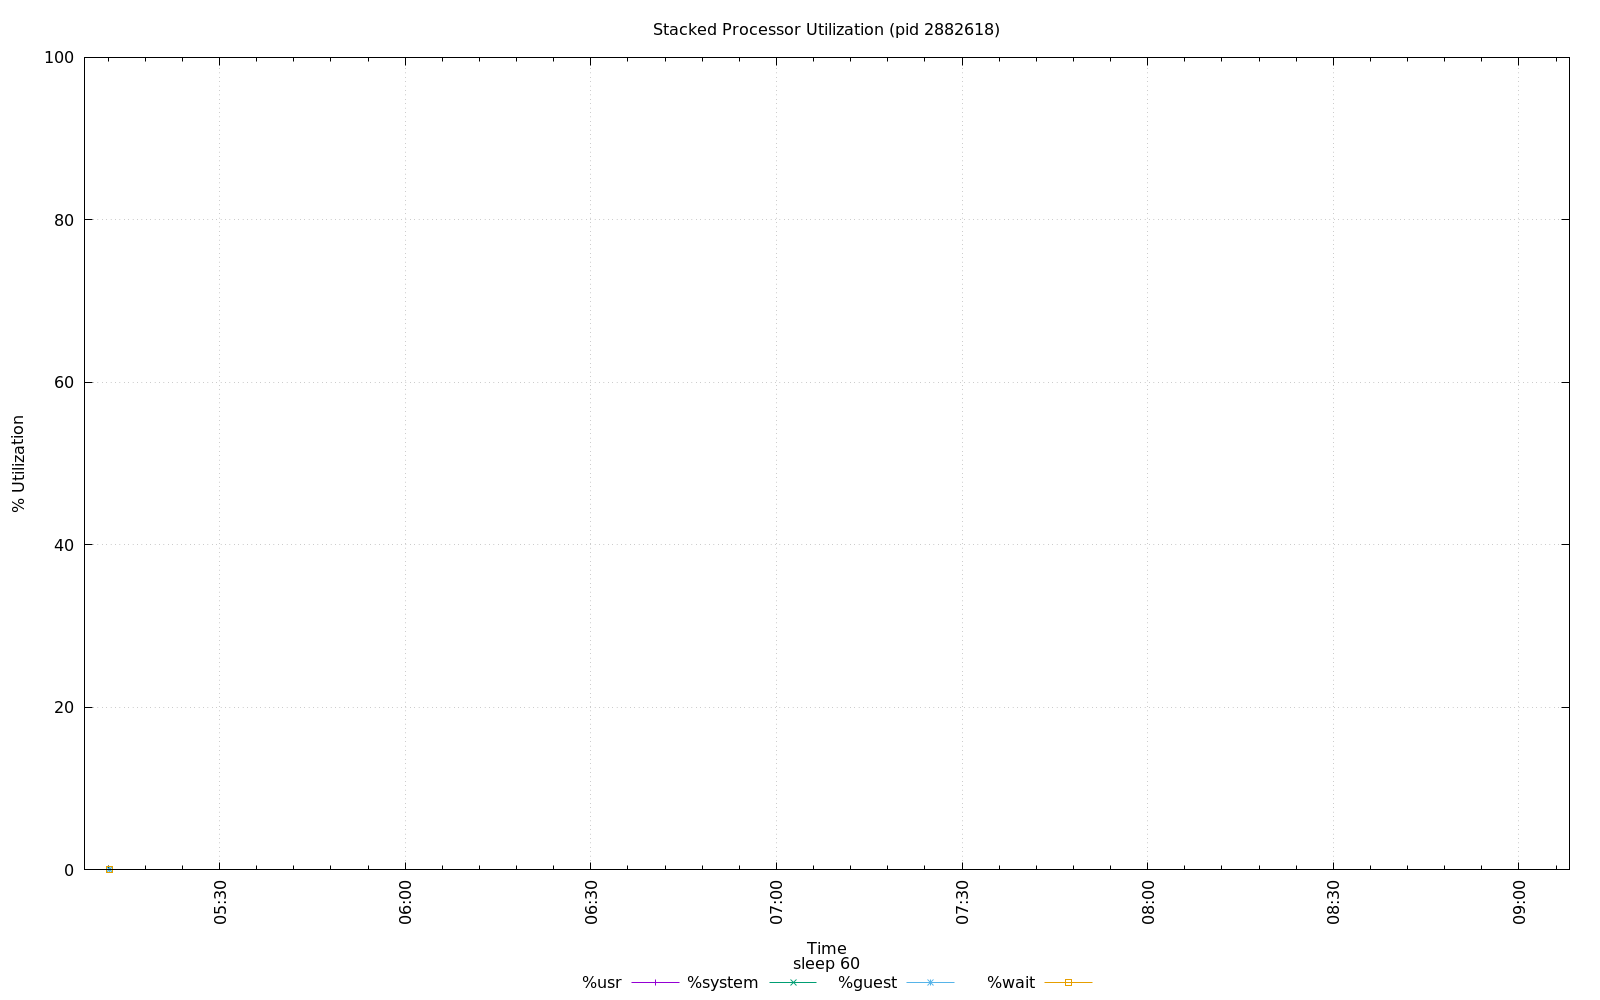 Stacked Processor Utilization (pid 2882618)
100
80
60
40
20
0
% Utilization
05:30 06:00 06:30 07:00 07:30 08:00 08:30 09:00
Time
sleep 60
%usr %system %guest %wait